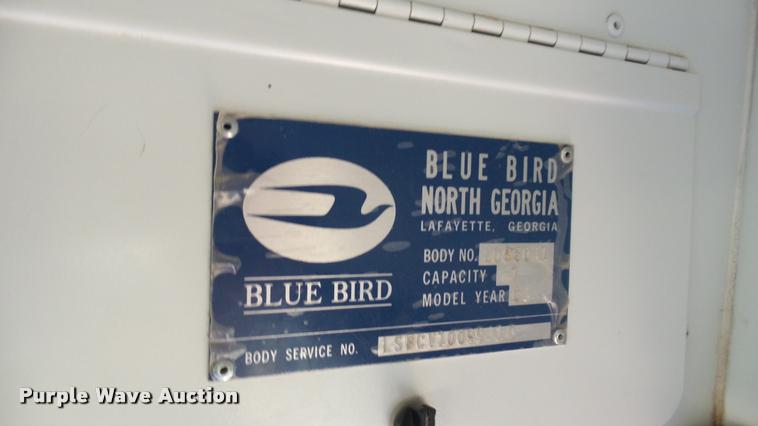 BLUE BIRD
NORTH GEORGIA
LAFAYETTE, GEORGIA
BODY NO.
CAPACITY
MODEL YEAR
BLUE BIRD
BODY SERVICE NO.
Purple Wave Auction